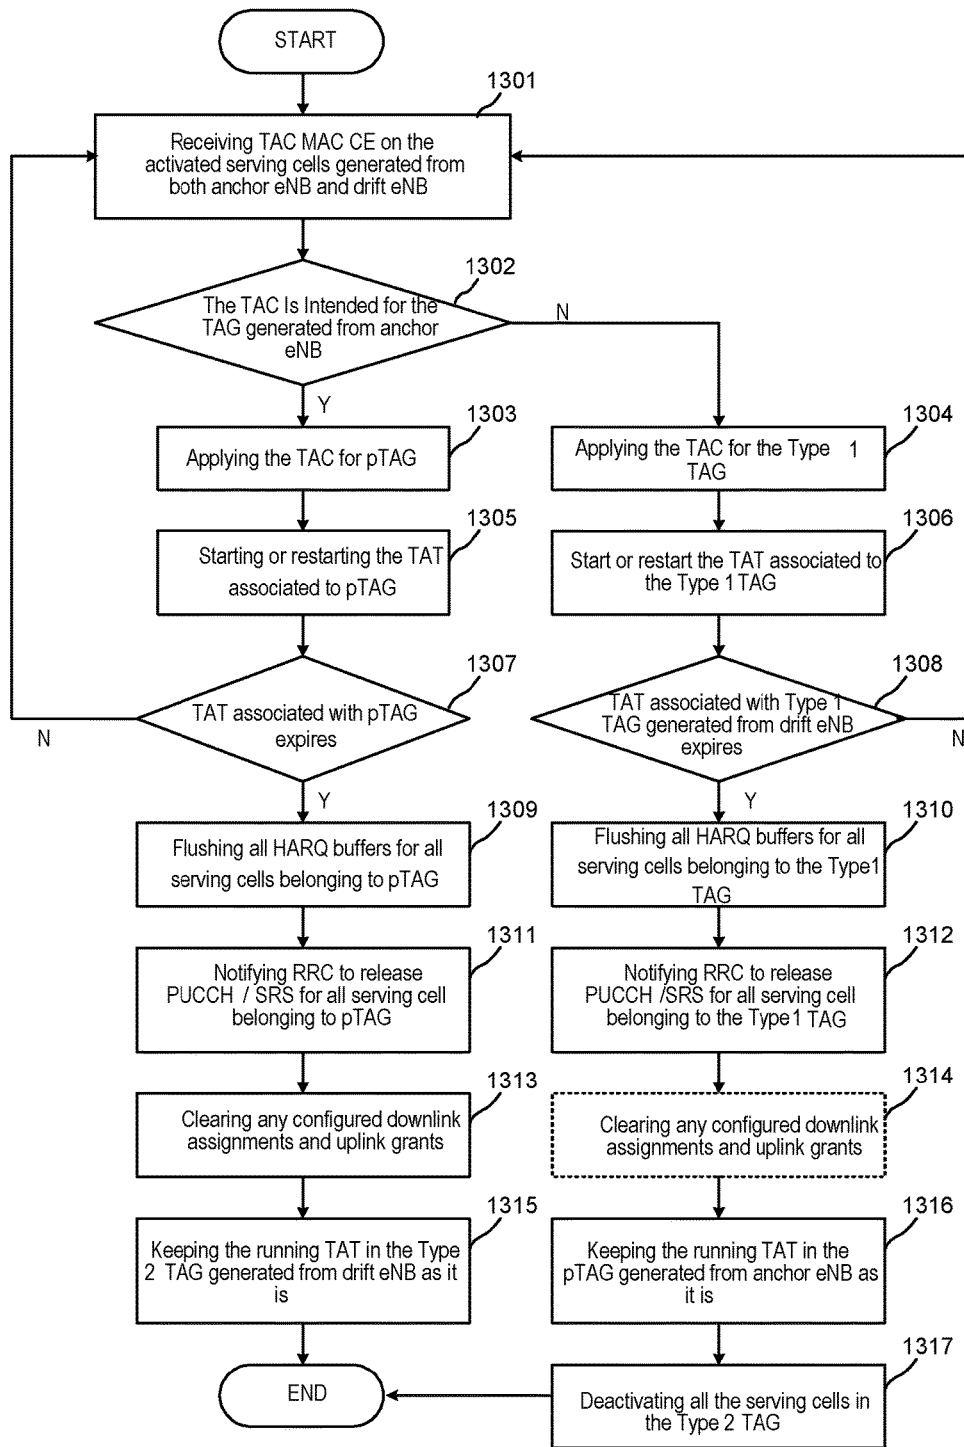 START
1301
Receiving TAC MAC CE on the
activated serving cells generated from
both anchor eNB and drift eNB
1302
The TAC Is Intended for the
TAG generated from anchor
eNB
N
Y
1303
Applying the TAC for pTAG
1304
Applying the TAC for the Type 1
TAG
1305
Starting or restarting the TAT
associated to pTAG
1306
Start or restart the TAT associated to
the Type 1 TAG
1307
TAT associated with pTAG
expires
N
Y
1308
TAT associated with Type 1
TAG generated from drift eNB
expires
N
Y
1309
Flushing all HARQ buffers for all
serving cells belonging to pTAG
1310
Flushing all HARQ buffers for all
serving cells belonging to the Type1
TAG
1311
Notifying RRC to release
PUCCH / SRS for all serving cell
belonging to pTAG
1312
Notifying RRC to release
PUCCH /SRS for all serving cell
belonging to the Type1 TAG
1313
Clearing any configured downlink
assignments and uplink grants
1314
Clearing any configured downlink
assignments and uplink grants
1315
Keeping the running TAT in the Type
2 TAG generated from drift eNB as it
is
1316
Keeping the running TAT in the
pTAG generated from anchor eNB as
it is
1317
Deactivating all the serving cells in
the Type 2 TAG
END